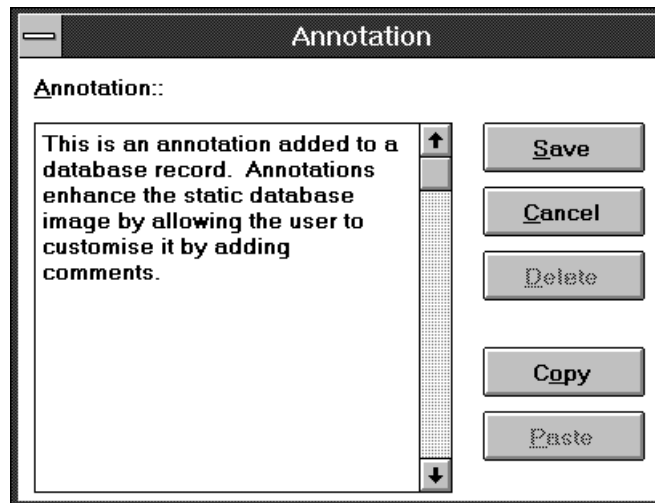 Annotation
Annotation::
This is an annotation added to a
database record.  Annotations
enhance the static database
image by allowing the user to
customise it by adding
comments.
Save
Cancel
Delete
Copy
Paste